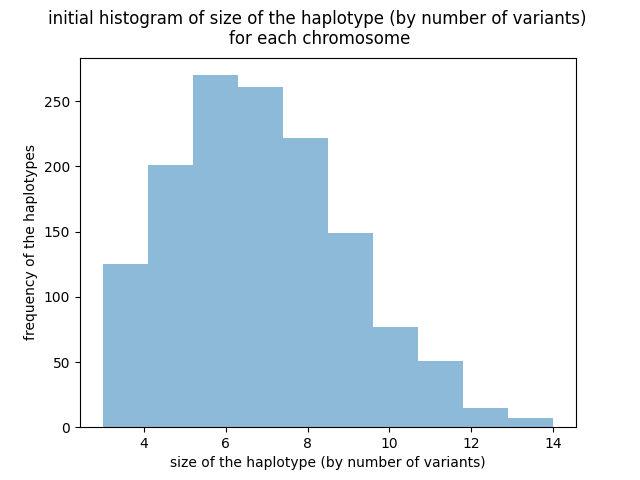 initial histogram of size of the haplotype (by number of variants)
for each chromosome
frequency of the haplotypes
250
200
150
100
50
0
4 6 8 10 12 14
size of the haplotype (by number of variants)